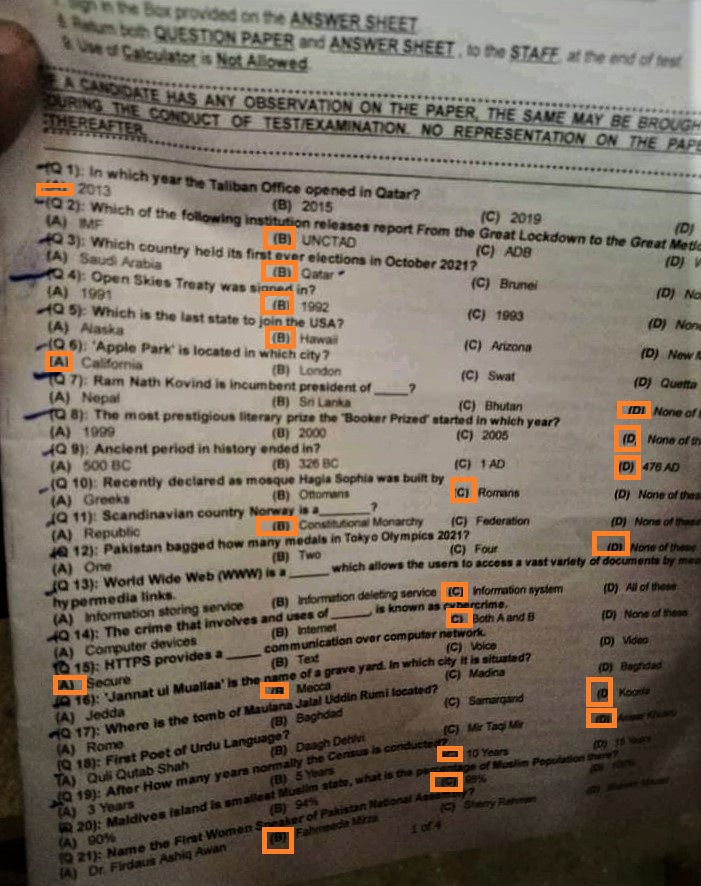 7. Sign in the Box provided on the ANSWER SHEET
8. Return both QUESTION PAPER and ANSWER SHEET, to the STAFF, at the end of test.
9. Use of Calculator is Not Allowed.
A CANDIDATE HAS ANY OBSERVATION ON THE PAPER, THE SAME MAY BE BROUGH
DURING THE CONDUCT OF TEST/EXAMINATION. NO REPRESENTATION ON THE PAPE
THEREAFTER.
(Q 1): In which year the Taliban Office opened in Qatar?
2013 (B) 2015 (C) 2019 (D)
(Q 2): Which of the following institution releases report From the Great Lockdown to the Great
(A) IMF (B) UNCTAD (C) ADB (D)
(Q 3): Which country held its first ever elections in October 2021?
(A) Saudi Arabia (B) Qatar (C) Brunei (D) No
(Q 4): Open Skies Treaty was signed in?
(A) 1991 (B) 1992 (C) 1993 (D) Non
(Q 5): Which is the last state to join the USA?
(A) Alaska (B) Hawaii (C) Arizona (D) New
(Q 6): 'Apple Park' is located in which city?
(A) California (B) London (C) Swat (D) Quetta
(Q 7): Ram Nath Kovind is incumbent president of _____?
(A) Nepal (B) Sri Lanka (C) Bhutan (D) None of
(Q 8): The most prestigious literary prize the 'Booker Prized' started in which year?
(A) 1999 (B) 2000 (C) 2005 (D) None of th
(Q 9): Ancient period in history ended in?
(A) 500 BC (B) 326 BC (C) 1 AD (D) 476 AD
(Q 10): Recently declared as mosque Hagia Sophia was built by _____?
(A) Greeks (B) Ottomans (C) Romans (D) None of thes
(Q 11): Scandinavian country Norway is a_____
(A) Republic (B) Constitutional Monarchy (C) Federation (D) None of these
(Q 12): Pakistan bagged how many medals in Tokyo Olympics 2021?
(A) One (B) Two (C) Four (D) None of these
(Q 13): World Wide Web (WWW) is a _____ which allows the users to access a vast variety of documents by mea
hypermedia links.
(A) Information storing service (B) Information deleting service (C) Information system (D) All of these
(Q 14): The crime that involves and uses of _____, is known as cybercrime.
(A) Computer devices (B) Internet (C) Both A and B (D) None of these
(Q 15): HTTPS provides a _____ communication over computer network.
(A) Secure (B) Text (C) Voice (D) Video
(Q 16): 'Jannat ul Muallaa' is the name of a grave yard. In which city it is situated?
(A) Jedda (B) Mecca (C) Madina (D) Baghdad
(Q 17): Where is the tomb of Maulana Jalal Uddin Rumi located?
(A) Rome (B) Baghdad (C) Samarqand (D)
(Q 18): First Poet of Urdu Language?
(A) Quli Qutab Shah (B) Daagh Dehlvi (C) Mir Taqi Mir (D)
(Q 19): After How many years normally the Census is conducted?
(A) 3 Years (B) 5 Years 10 Years (D) 15 Years
(Q 20): Maldives island is smallest Muslim state, what is the percentage of Muslim Population there?
(A) 90% (B) 94% (C) 98% (D) 100%
(Q 21): Name the First Women Speaker of Pakistan National Assembly?
(A) Dr. Firdaus Ashiq Awan (B) Fahmeeda Mirza (C) Sherry Rehman (D)
1 of 4